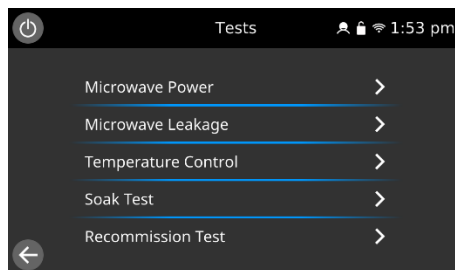 Tests 1:53 pm
Microwave Power
Microwave Leakage
Temperature Control
Soak Test
Recommission Test